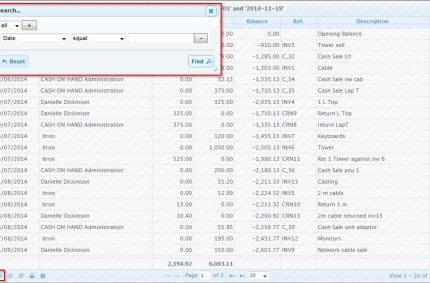 Search...
01' and '2014-11-19'
all
Date equal -
Reset Find
Balance Ref. Description
0.00 0.00 Opening Balance
0.00 -910.00 INV3 Tower sell
-1,285.00 C_S2 Cash Sale I/t
-1,303.00 INV1 Cable
/06/2014 CASH ON HAND Administration 0.00 32.13 -1,335.13 C_S4 Cash Sale nw cab
/07/2014 CASH ON HAND Administration 0.00 375.00 -1,710.13 C_S5 Cash Sale Lap T
/07/2014 Danielle Dickinson 0.00 325.00 -2,035.13 INV4 1 L Top
/07/2014 Danielle Dickinson 325.00 0.00 -1,710.13 CRN9 Return L Top
/07/2014 CASH ON HAND Administration 375.00 0.00 -1,335.13 CRN8 return LapT
/07/2014 Itron 0.00 120.00 -1,455.13 INV7 Keyboards
/07/2014 Itron 0.00 1,050.00 -2,505.13 INV6 Tower
/07/2014 Itron 525.00 0.00 -1,980.13 CRN11 Ret 1 Tower against inv 6
/07/2014 CASH ON HAND Administration 0.00 200.00 -2,180.13 C_S6 Cash Sale psu 1
/08/2014 Danielle Dickinson 0.00 31.20 -2,211.33 INV13 Cabling
/08/2014 Itron 0.00 12.99 -2,224.32 INV5 2 m cable
/08/2014 Itron 13.00 0.00 -2,211.32 CRN10 Return 1 m
/08/2014 Danielle Dickinson 10.40 0.00 -2,200.92 CRN13 2m cable returned inv13
/08/2014 CASH ON HAND Administration 0.00 55.85 -2,256.77 C_S9 Cash Sale unit adaptor
/08/2014 Itron 0.00 195.00 -2,451.77 INV12 Monitors
/09/2014 Danielle Dickinson 0.00 150.00 -2,601.77 INV9 Network cable sale
2,394.92 6,083.11
Page 1 of 2 20 View 1 - 20 of